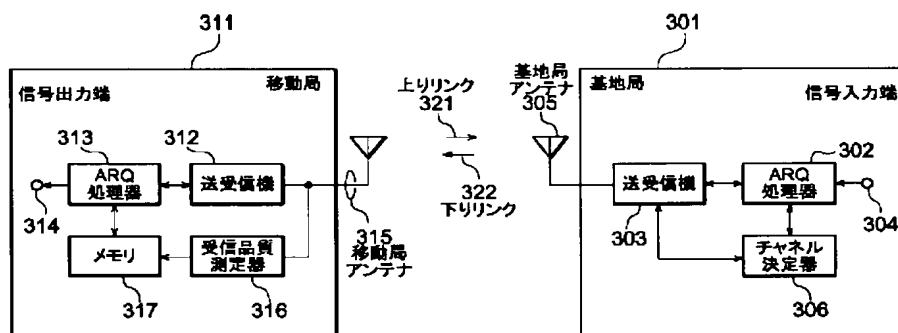 311
移動局
信号出力端
313
ARQ
処理器
312
送受信機
314
メモリ
317
受信品質
測定器
316
315
移動局
アンテナ
上りリンク
321
322
下りリンク
基地局
アンテナ
305
301
基地局
信号入力端
送受信機
303
302
ARQ
処理器
304
チャネル
決定器
306